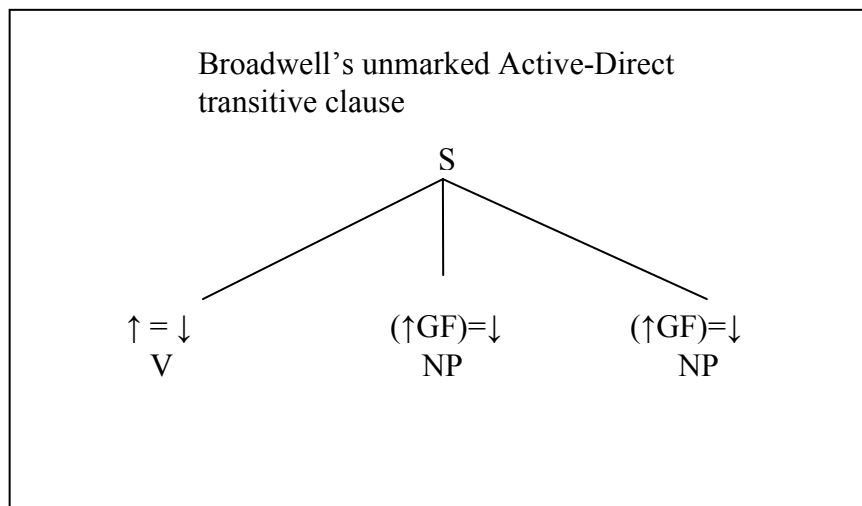 Broadwell’s unmarked Active-Direct
transitive clause
S
↑ = ↓ (↑GF)=↓ (↑GF)=↓
V NP NP